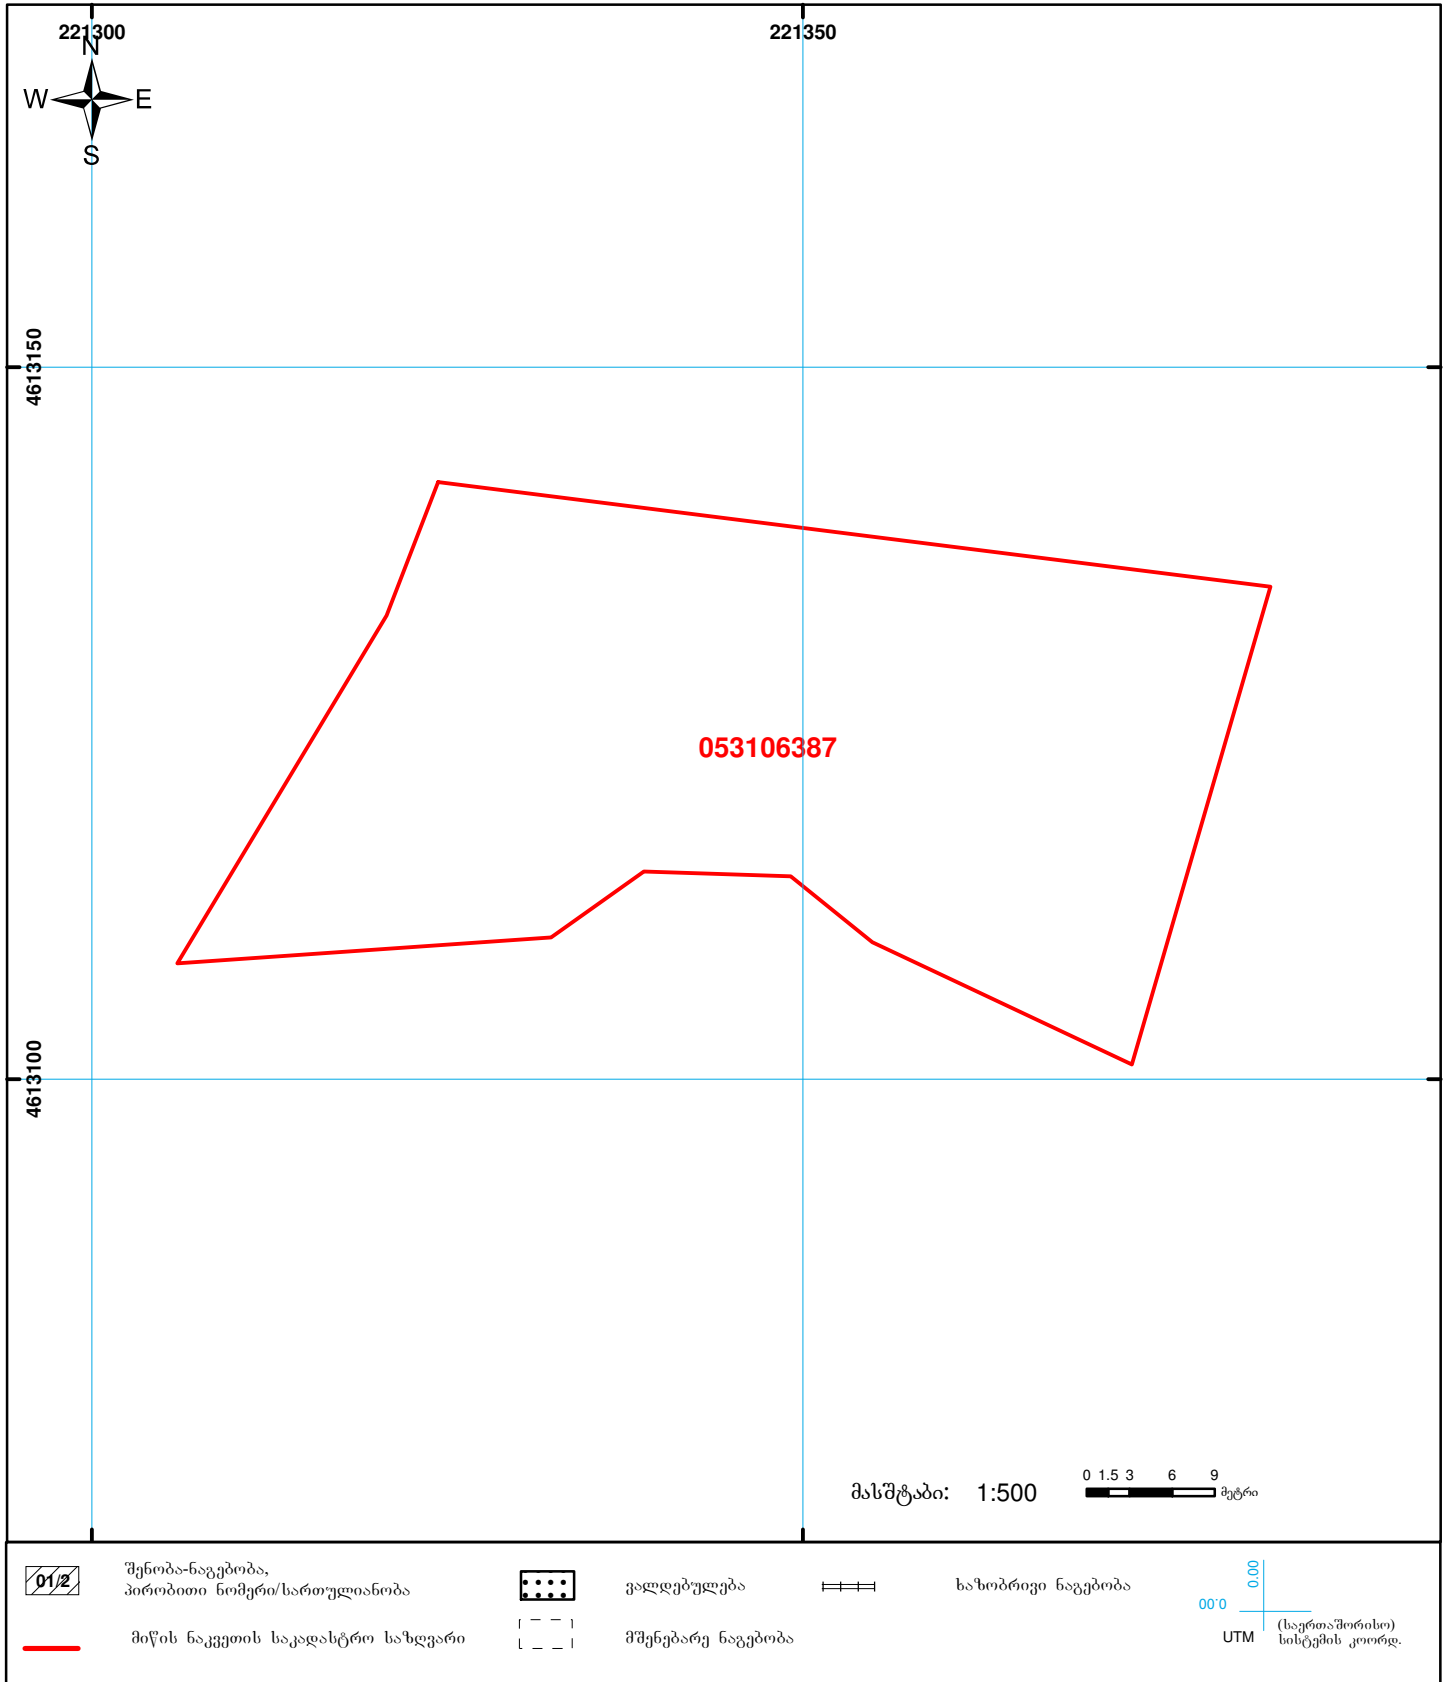 221300
221350
N
W
E
S
4613150
053106387
4613100
მასშტაბი: 1:500
0 1.5 3 6 9
მეტრი
01/2
შენობა-ნაგებობა,
პირობითი ნომერი/სართულიანობა
ვალდებულება
ხაზობრივი ნაგებობა
0.00
0.00
UTM
(საერთაშორისო)
სისტემის კოორდ.
მიწის ნაკვეთის საკადასტრო საზღვარი
მშენებარე ნაგებობა